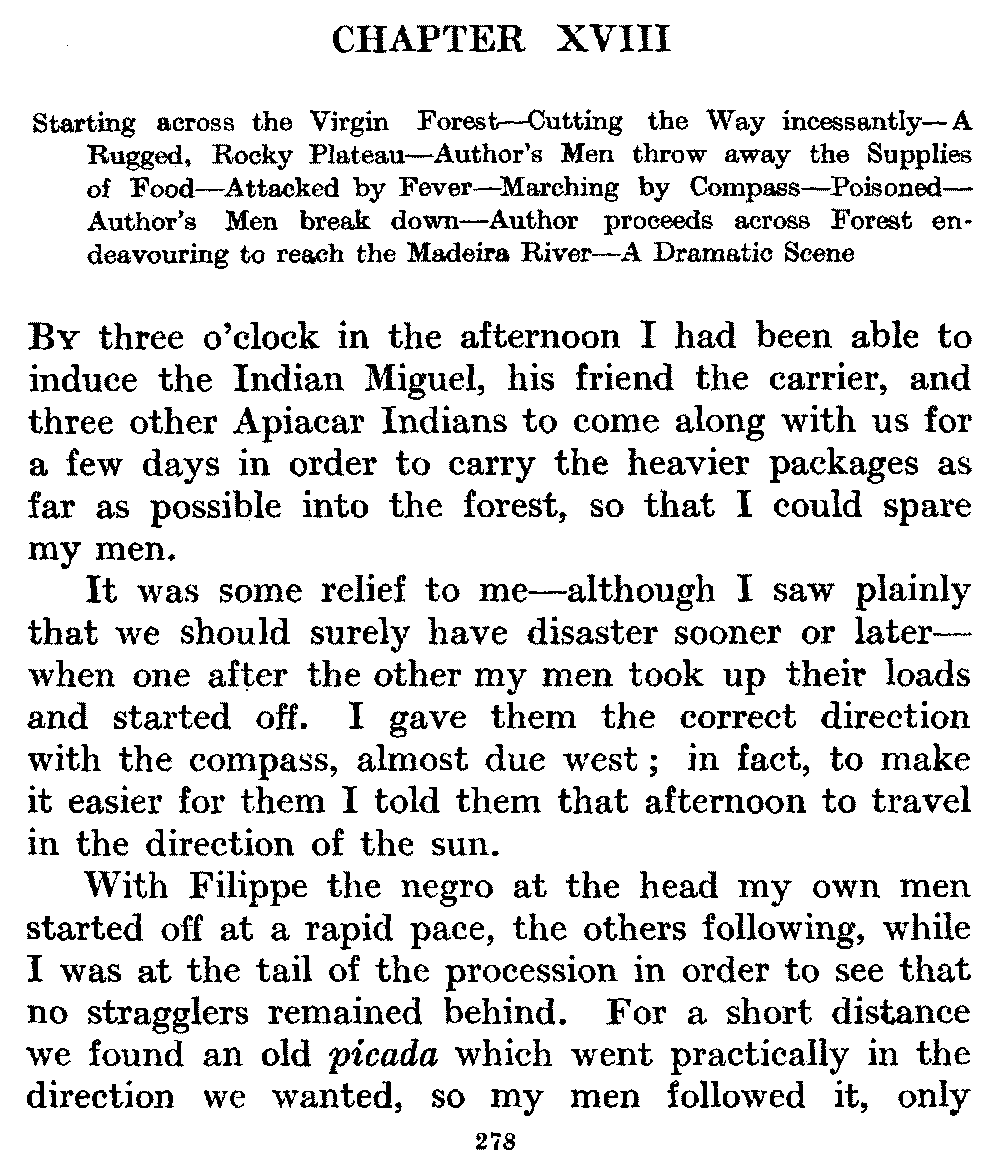 CHAPTER XVIII
Starting across the Virgin Forest—Cutting the Way incessantly—A
Rugged, Rocky Plateau—Author's Men throw away the Supplies
of Food—Attacked by Fever—Marching by Compass—Poisoned—
Author's Men break down—Author proceeds across Forest en-
deavouring to reach the Madeira River—A Dramatic Scene
By three o'clock in the afternoon I had been able to
induce the Indian Miguel, his friend the carrier, and
three other Apiacar Indians to come along with us for
a few days in order to carry the heavier packages as
far as possible into the forest, so that I could spare
my men.
It was some relief to me—although I saw plainly
that we should surely have disaster sooner or later—
when one after the other my men took up their loads
and started off. I gave them the correct direction
with the compass, almost due west ; in fact, to make
it easier for them I told them that afternoon to travel
in the direction of the sun.
With Filippe the negro at the head my own men
started off at a rapid pace, the others following, while
I was at the tail of the procession in order to see that
no stragglers remained behind. For a short distance
we found an old picada which went practically in the
direction we wanted, so my men followed it, only
278